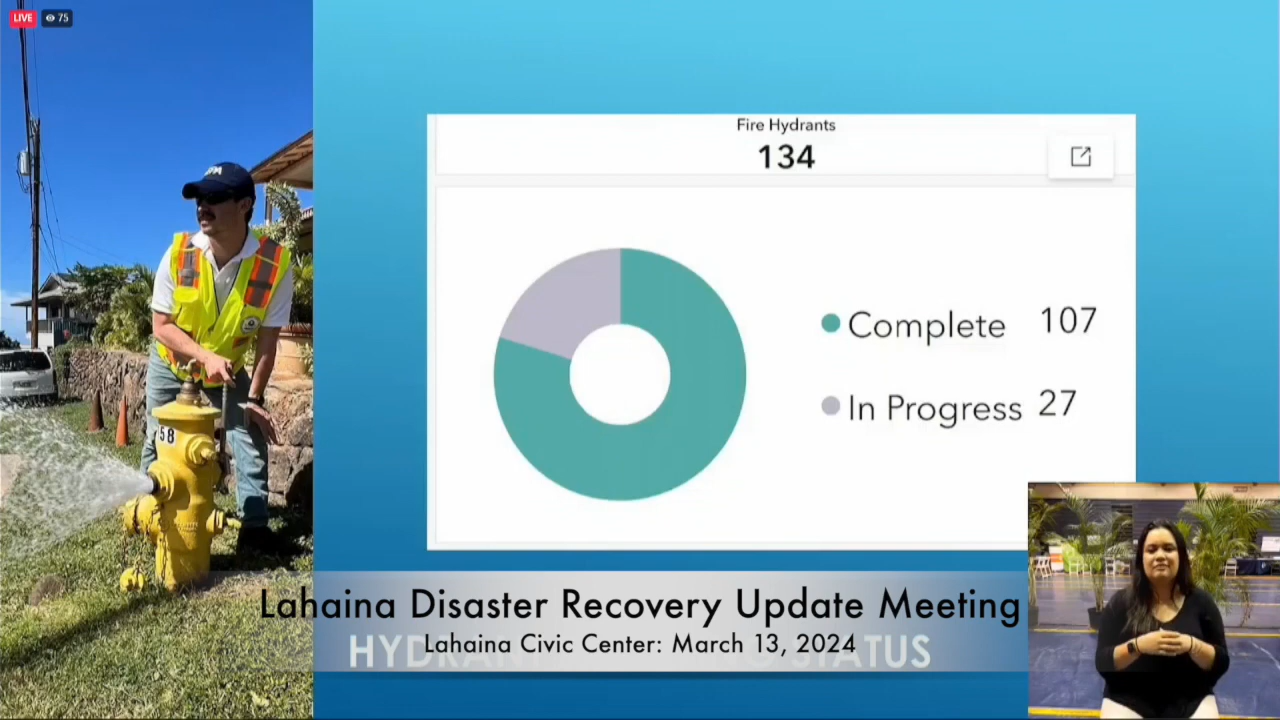 LIVE 75
Fire Hydrants
134
Complete 107
In Progress 27
58
Lahaina Disaster Recovery Update Meeting
Lahaina Civic Center: March 13, 2024
STATUS